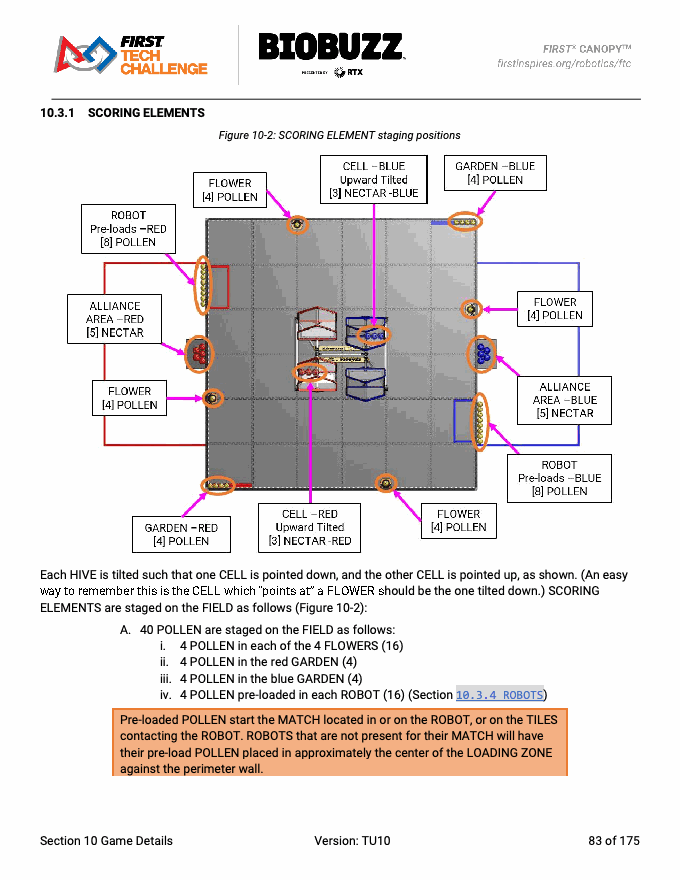 FIRST
TECH
CHALLENGE
BIOBUZZ
PRESENTED BY RTX
FIRST® CANOPY™
firstinspires.org/robotics/ftc
10.3.1 SCORING ELEMENTS
Figure 10-2: SCORING ELEMENT staging positions
CELL –BLUE
Upward Tilted
[3] NECTAR -BLUE
GARDEN –BLUE
[4] POLLEN
FLOWER
[4] POLLEN
ROBOT
Pre-loads –RED
[8] POLLEN
ALLIANCE
AREA –RED
[5] NECTAR
FLOWER
[4] POLLEN
FLOWER
[4] POLLEN
ALLIANCE
AREA –BLUE
[5] NECTAR
ROBOT
Pre-loads –BLUE
[8] POLLEN
GARDEN –RED
[4] POLLEN
CELL –RED
Upward Tilted
[3] NECTAR -RED
FLOWER
[4] POLLEN
Each HIVE is tilted such that one CELL is pointed down, and the other CELL is pointed up, as shown. (An easy
way to remember this is the CELL which "points at" a FLOWER should be the one tilted down.) SCORING
ELEMENTS are staged on the FIELD as follows (Figure 10-2):
A. 40 POLLEN are staged on the FIELD as follows:
i. 4 POLLEN in each of the 4 FLOWERS (16)
ii. 4 POLLEN in the red GARDEN (4)
iii. 4 POLLEN in the blue GARDEN (4)
iv. 4 POLLEN pre-loaded in each ROBOT (16) (Section 10.3.4 ROBOTS)
Pre-loaded POLLEN start the MATCH located in or on the ROBOT, or on the TILES
contacting the ROBOT. ROBOTS that are not present for their MATCH will have
their pre-load POLLEN placed in approximately the center of the LOADING ZONE
against the perimeter wall.
Section 10 Game Details
Version: TU10
83 of 175